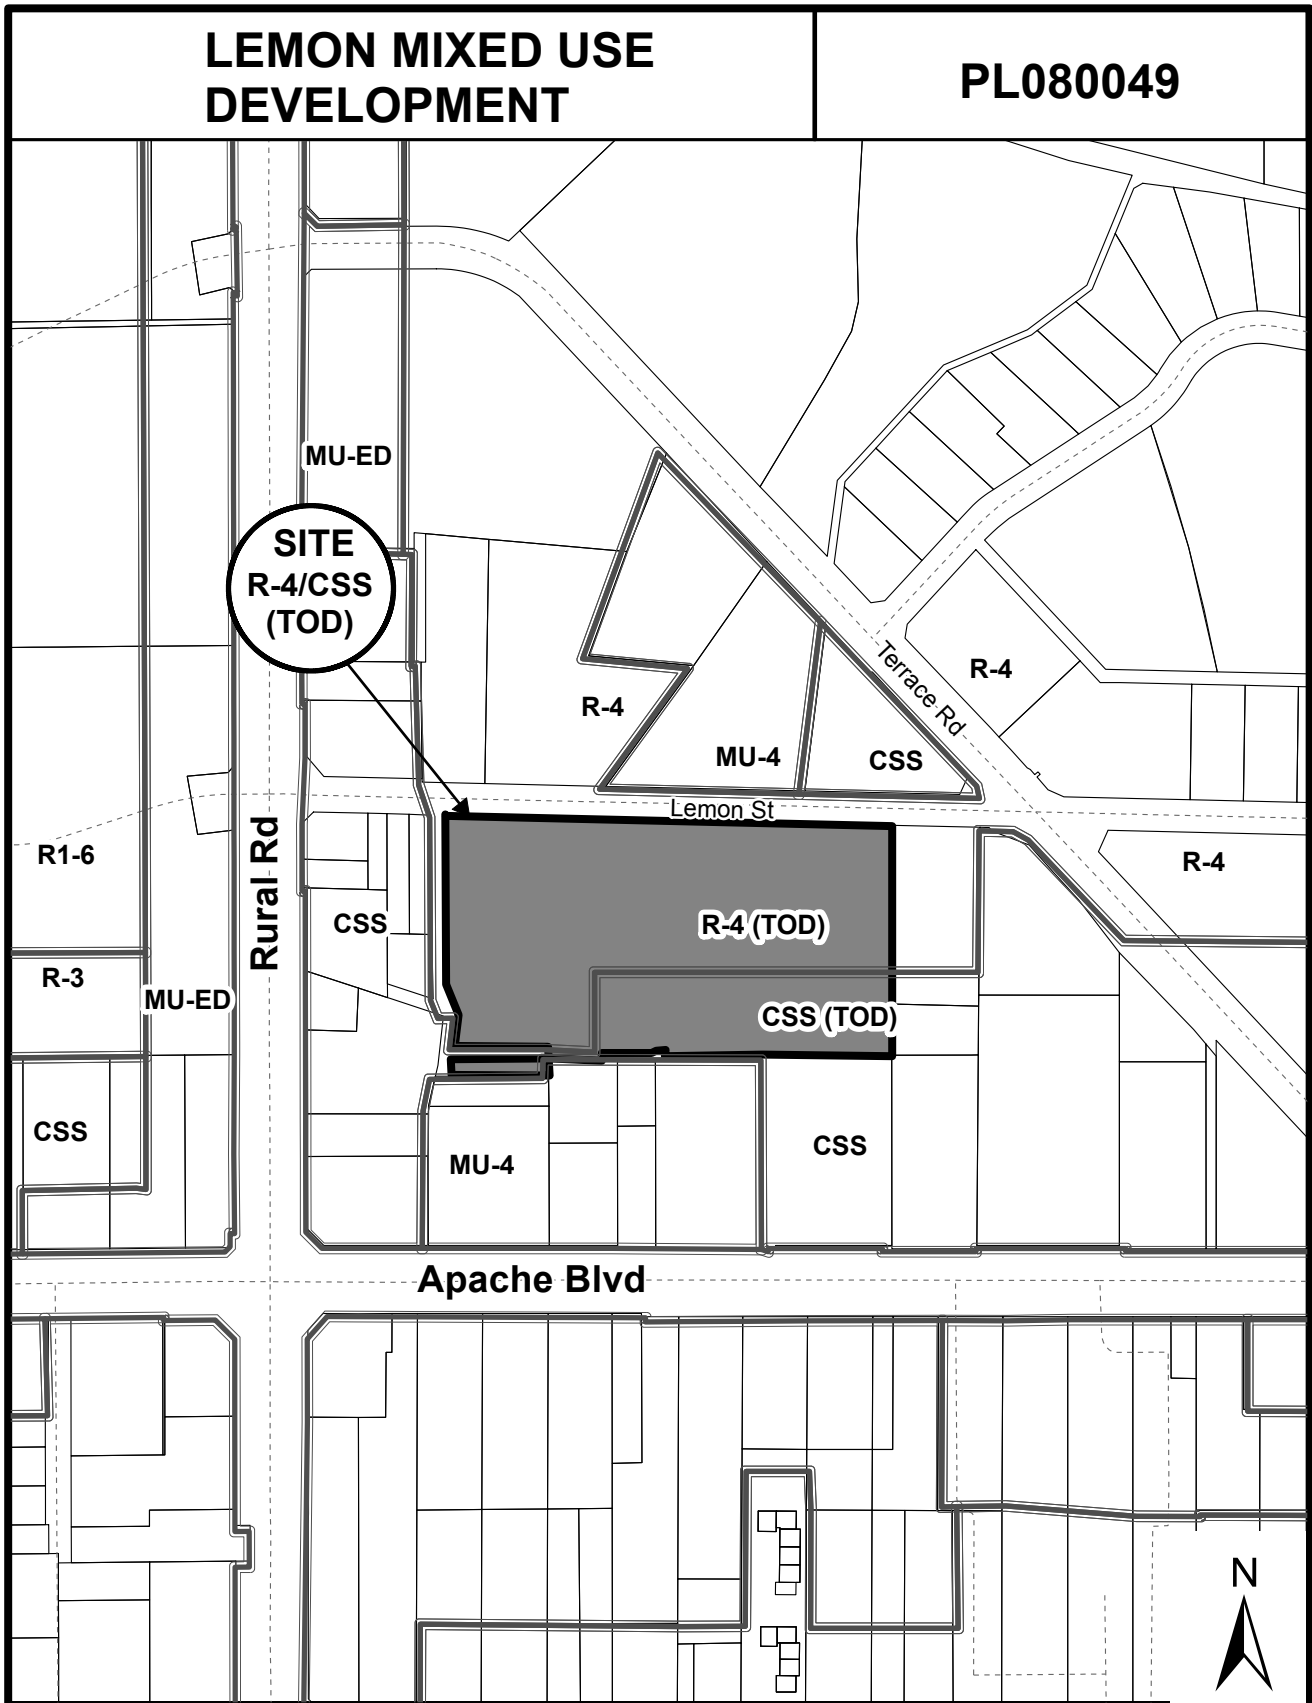 LEMON MIXED USE
DEVELOPMENT
PL080049
MU-ED
SITE
R-4/CSS
(TOD)
Terrace Rd
R-4
R-4
MU-4
CSS
Lemon St
Rural Rd
R1-6
R-4
CSS
R-4 (TOD)
R-3
MU-ED
CSS (TOD)
CSS
MU-4
CSS
Apache Blvd
N